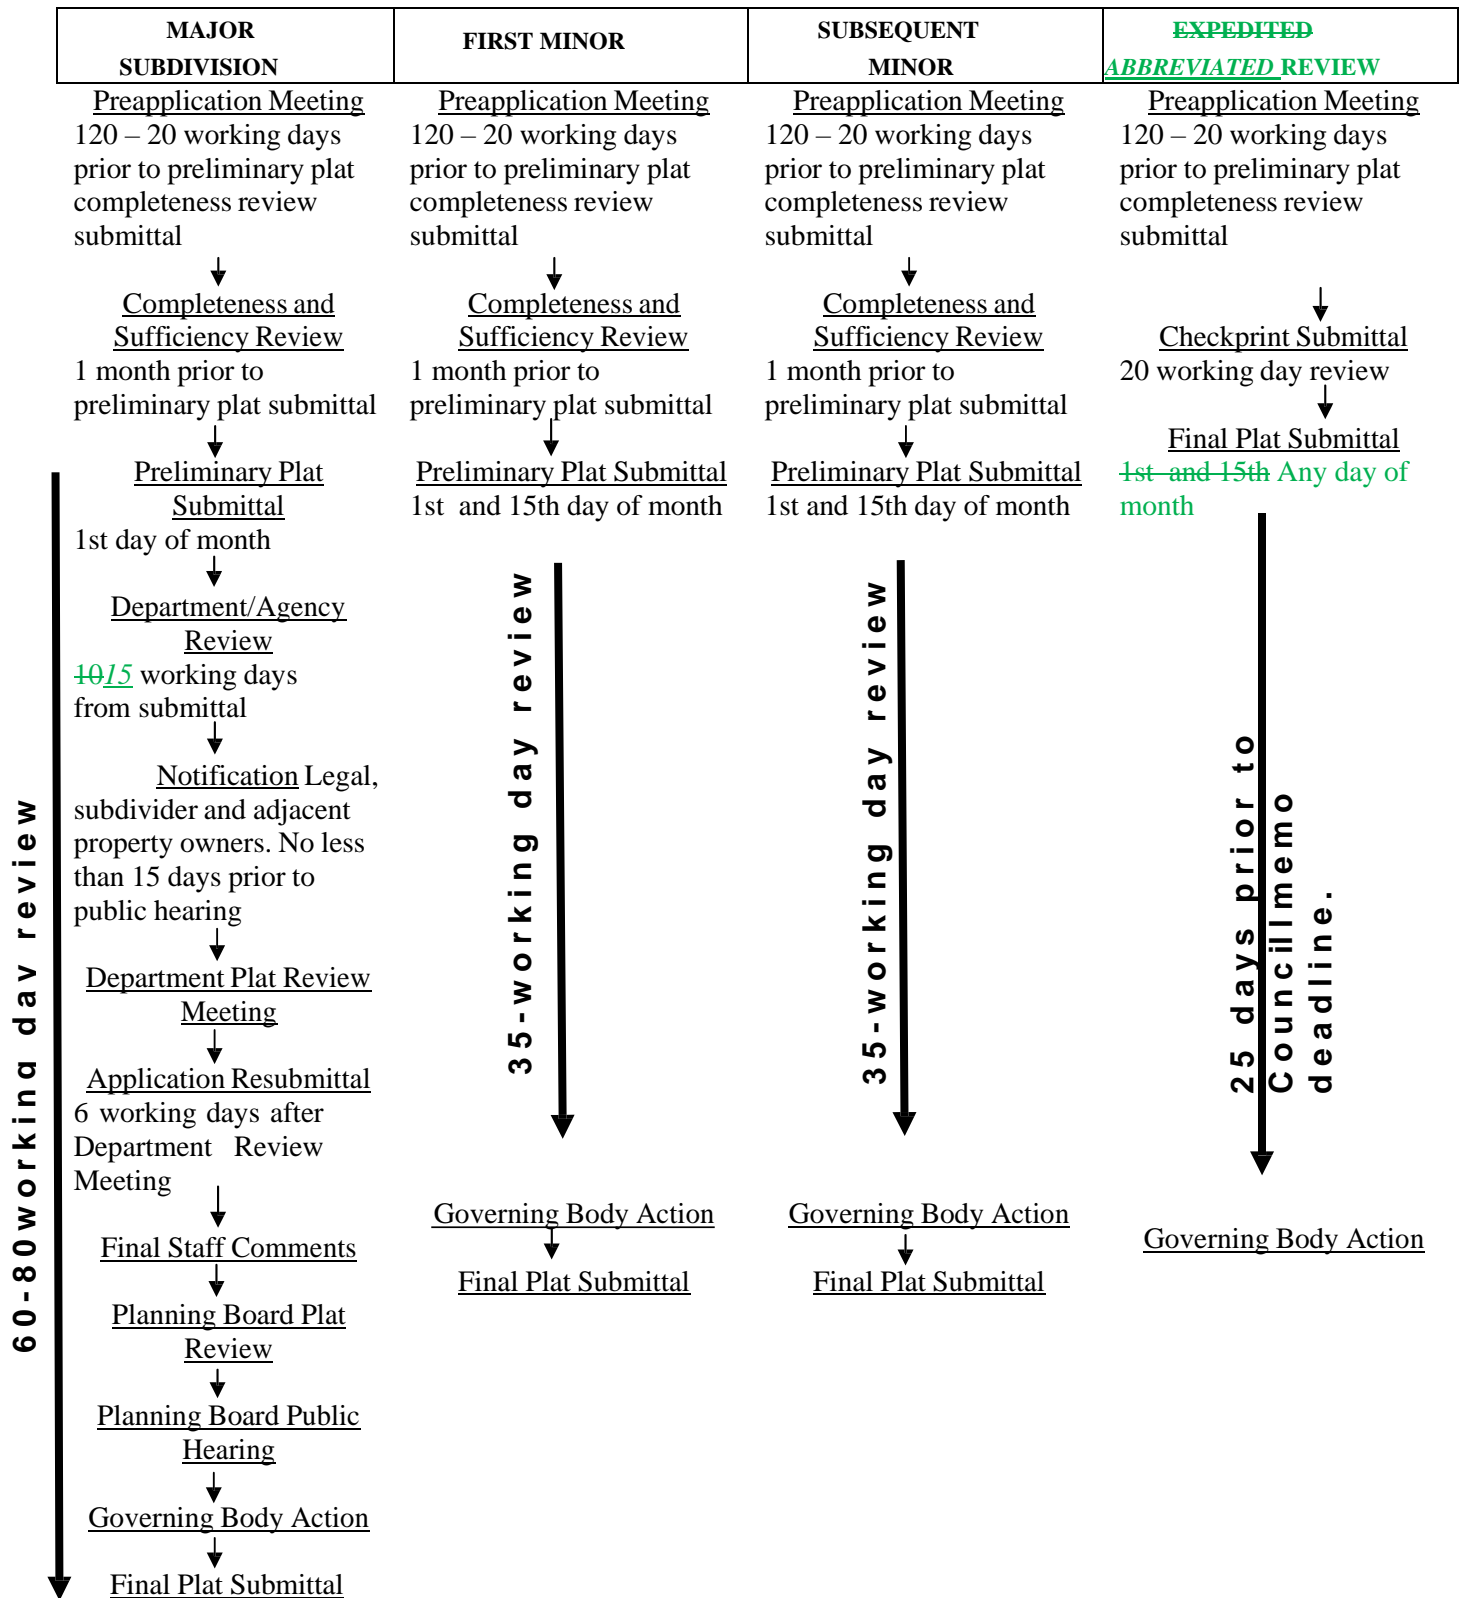 MAJOR
SUBDIVISION
FIRST MINOR
SUBSEQUENT
MINOR
EXPEDITED
ABBREVIATED REVIEW
Preapplication Meeting
120 – 20 working days
prior to preliminary plat
completeness review
submittal
Completeness and
Sufficiency Review
1 month prior to
preliminary plat submittal
Preliminary Plat
Submittal
1st day of month
Department/Agency
Review
1015 working days
from submittal
Notification Legal,
subdivider and adjacent
property owners. No less
than 15 days prior to
public hearing
Department Plat Review
Meeting
Application Resubmittal
6 working days after
Department Review
Meeting
Final Staff Comments
Planning Board Plat
Review
Planning Board Public
Hearing
Governing Body Action
Final Plat Submittal
60-80working day review
Preapplication Meeting
120 – 20 working days
prior to preliminary plat
completeness review
submittal
Completeness and
Sufficiency Review
1 month prior to
preliminary plat submittal
Preliminary Plat Submittal
1st and 15th day of month
35-working day review
Governing Body Action
Final Plat Submittal
Preapplication Meeting
120 – 20 working days
prior to preliminary plat
completeness review
submittal
Completeness and
Sufficiency Review
1 month prior to
preliminary plat submittal
Preliminary Plat Submittal
1st and 15th day of month
35-working day review
Governing Body Action
Final Plat Submittal
Preapplication Meeting
120 – 20 working days
prior to preliminary plat
completeness review
submittal
Checkprint Submittal
20 working day review
Final Plat Submittal
1st and 15th Any day of
month
25 days prior to
Councilmemo
deadline.
Governing Body Action